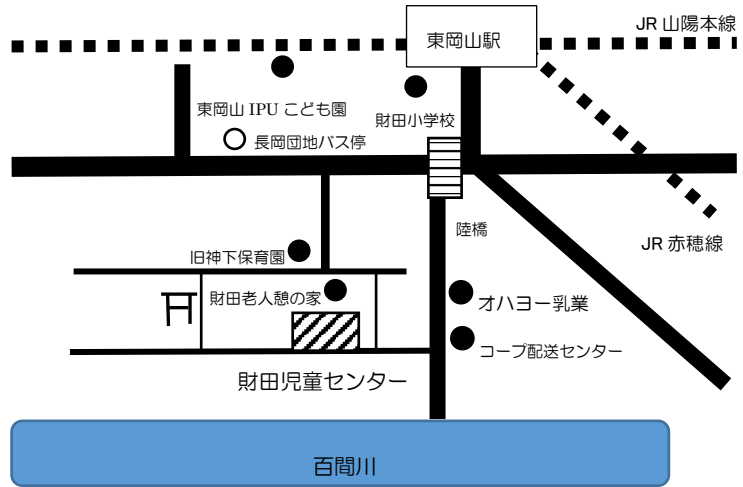 JR 山陽本線
東岡山駅
東岡山 IPU こども園
財田小学校
長岡団地バス停
陸橋
JR 赤穂線
旧神下保育園
財田老人憩の家
オハヨー乳業
コープ配送センター
財田児童センター
百間川